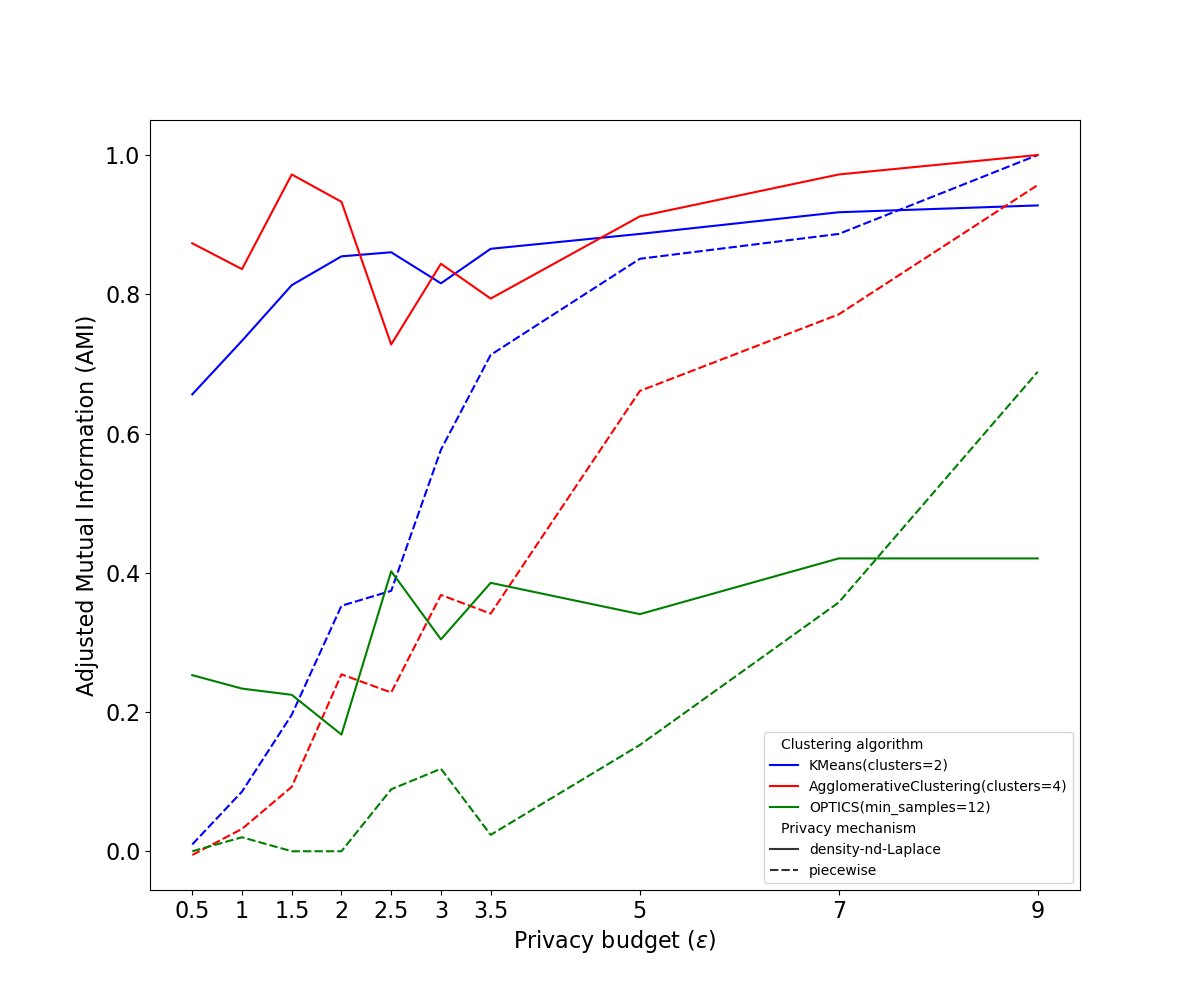 1.0
0.8
0.6
0.4
0.2
0.0
Adjusted Mutual Information (AMI)
0.5 1 1.5 2 2.5 3 3.5 5 7 9
Privacy budget (ε)
Clustering algorithm
KMeans(clusters=2)
AgglomerativeClustering(clusters=4)
OPTICS(min_samples=12)
Privacy mechanism
density-nd-Laplace
piecewise